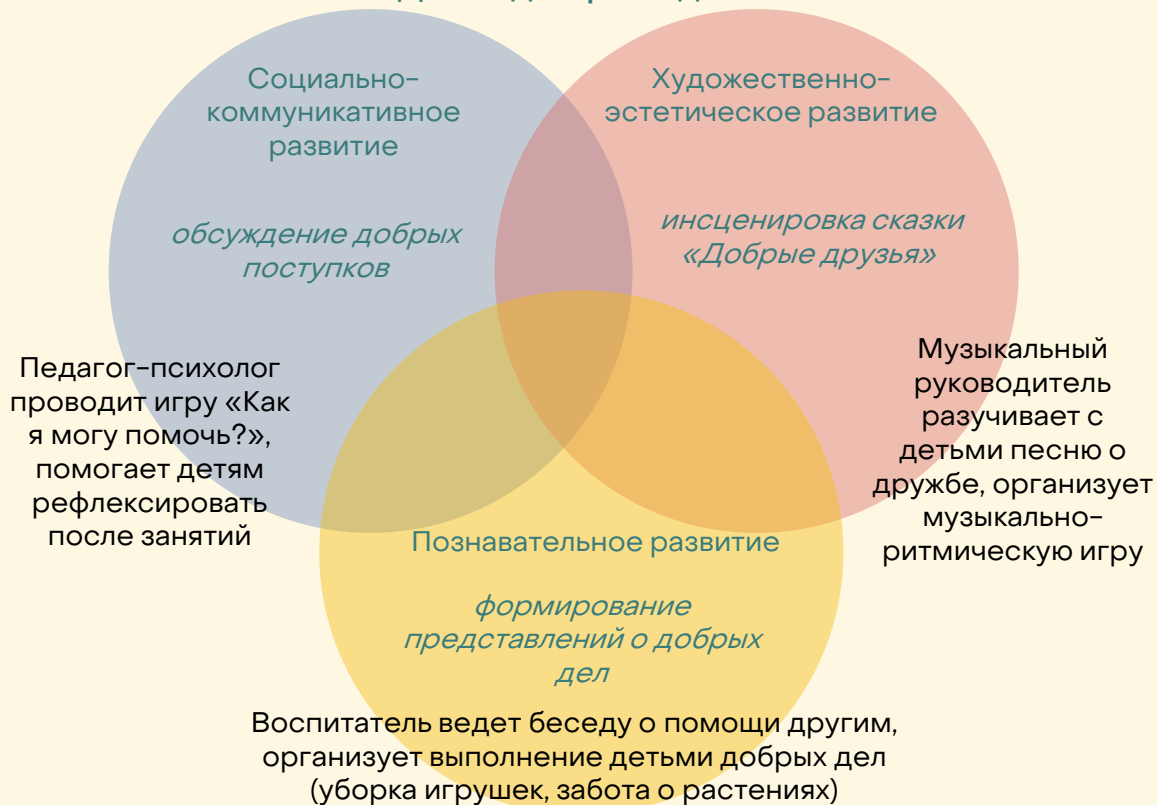 Социально-
коммуникативное
развитие
обсуждение добрых
поступков
Художественно-
эстетическое развитие
инсценировка сказки
«Добрые друзья»
Педагог-психолог
проводит игру «Как
я могу помочь?»,
помогает детям
рефлексировать
после занятий
Музыкальный
руководитель
разучивает с
детьми песню о
дружбе, организует
музыкально-
ритмическую игру
Познавательное развитие
формирование
представлений о добрых
дел
Воспитатель ведет беседу о помощи другим,
организует выполнение детьми добрых дел
(уборка игрушек, забота о растениях)